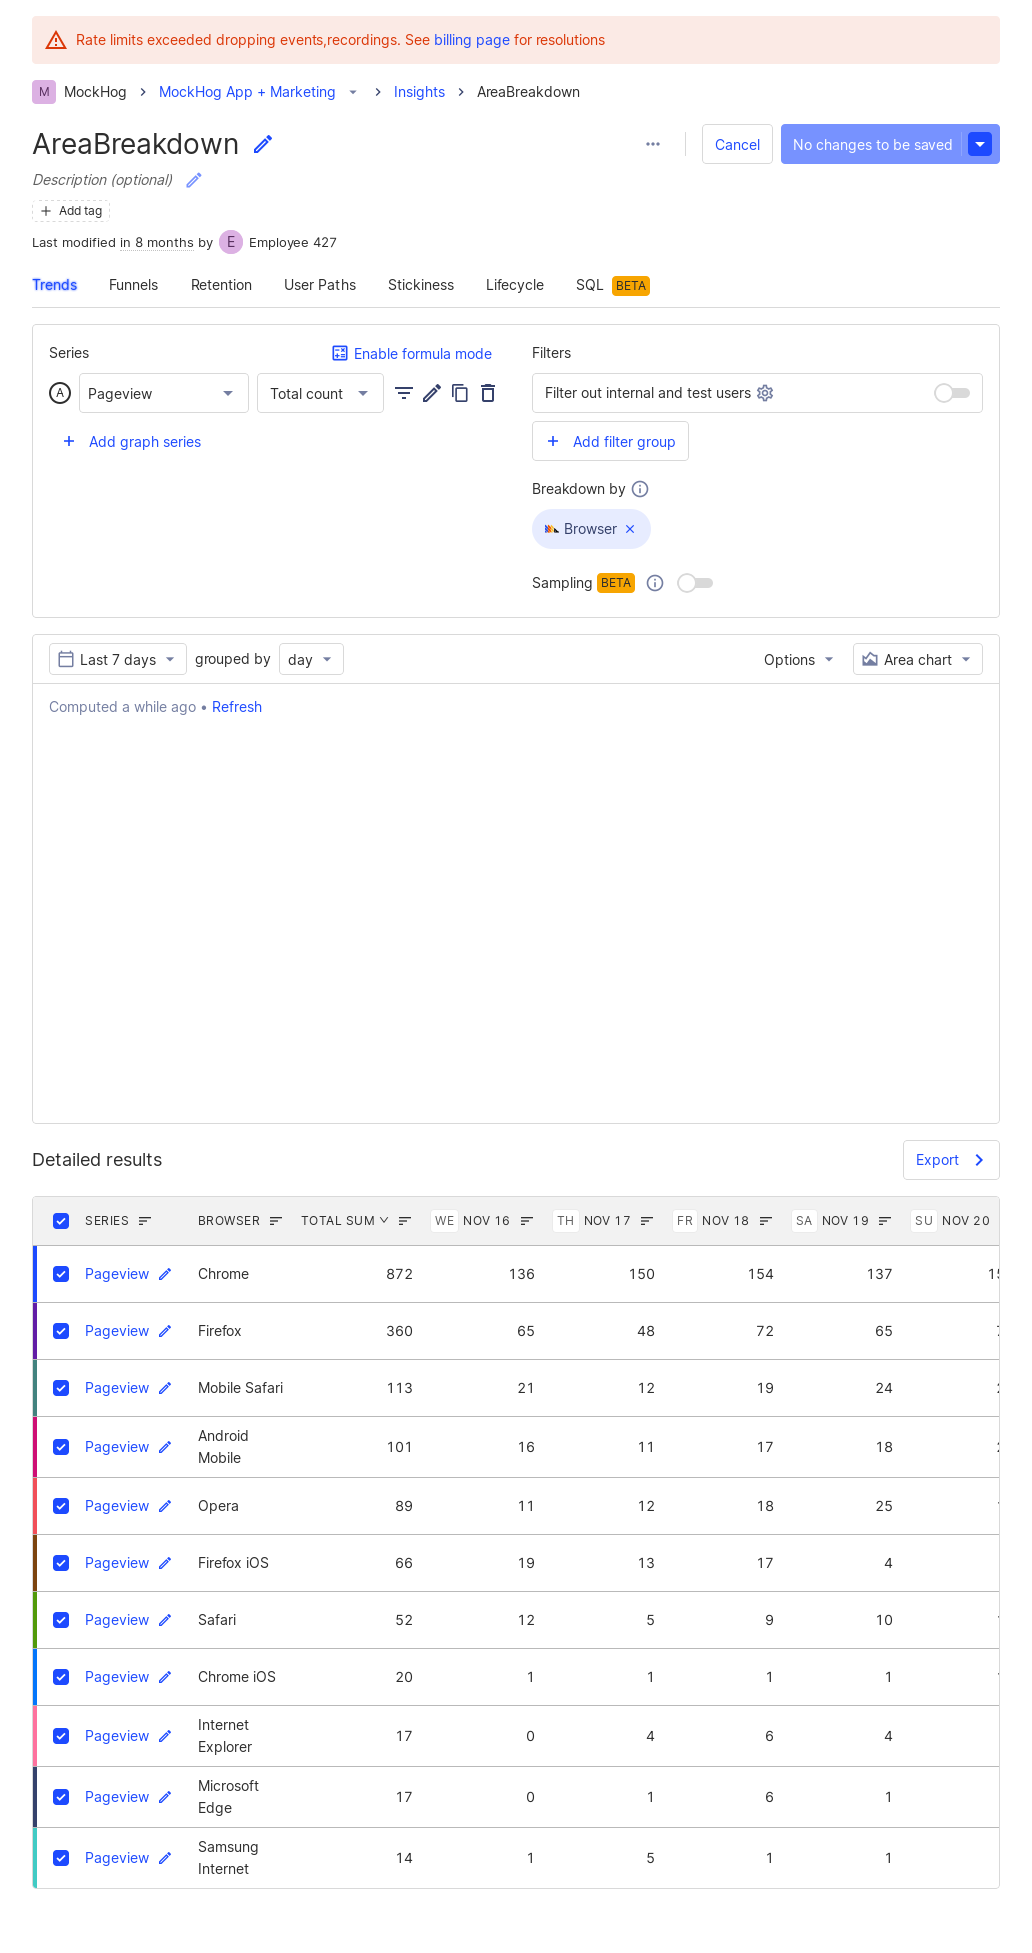 Rate limits exceeded dropping events,recordings. See billing page for resolutions
M MockHog MockHog App + Marketing Insights AreaBreakdown
AreaBreakdown Cancel No changes to be saved
Description (optional)
Add tag
Last modified in 8 months by E Employee 427
Trends Funnels Retention User Paths Stickiness Lifecycle SQL BETA
Series Enable formula mode
A Pageview Total count
Add graph series
Filters
Filter out internal and test users
Add filter group
Breakdown by
Browser
Sampling BETA
Last 7 days grouped by day Options Area chart
Computed a while ago • Refresh
Detailed results Export
SERIES BROWSER TOTAL SUM WE NOV 16 TH NOV 17 FR NOV 18 SA NOV 19 SU NOV 20
Pageview Chrome 872 136 150 154 137
Pageview Firefox 360 65 48 72 65
Pageview Mobile Safari 113 21 12 19 24
Pageview Android Mobile 101 16 11 17 18
Pageview Opera 89 11 12 18 25
Pageview Firefox iOS 66 19 13 17 4
Pageview Safari 52 12 5 9 10
Pageview Chrome iOS 20 1 1 1 1
Pageview Internet Explorer 17 0 4 6 4
Pageview Microsoft Edge 17 0 1 6 1
Pageview Samsung Internet 14 1 5 1 1